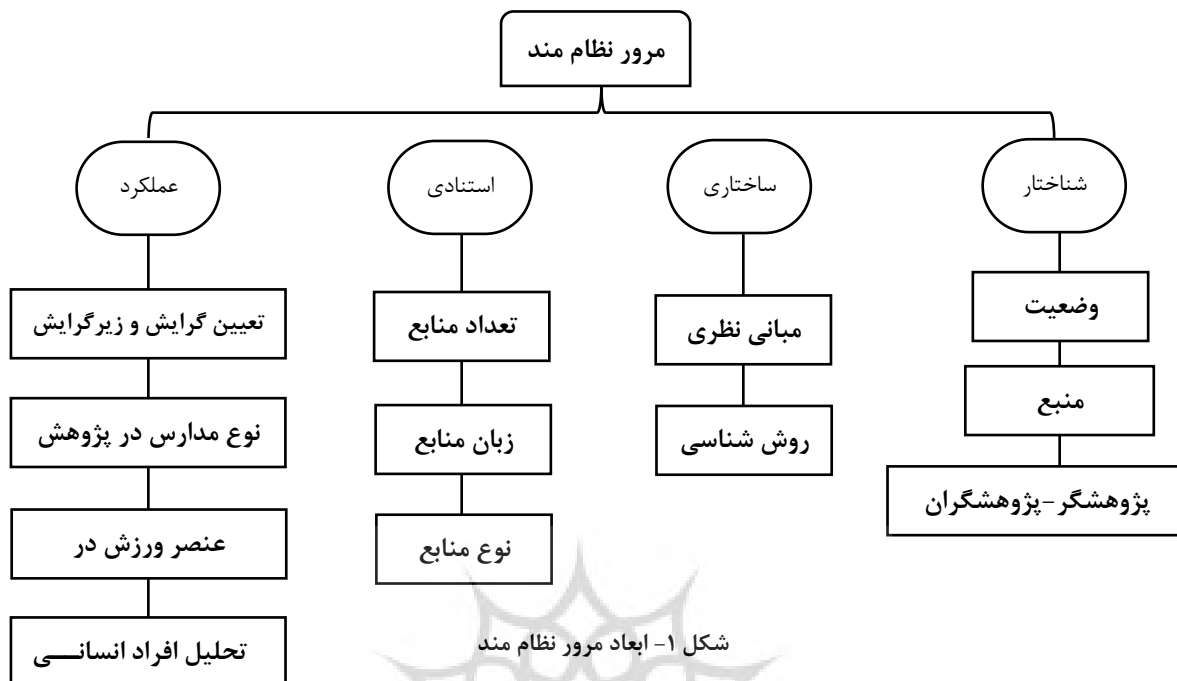 مرور نظام مند
شناختار
ساختاری
استنادی
عملکرد
وضعیت
منبع
پژوهشگر-پژوهشگران
مبانی نظری
روش شناسی
تعداد منابع
زبان منابع
نوع منابع
تعیین گرایش و زیرگرایش
نوع مدارس در پژوهش
عنصر ورزش در
تحلیل افراد انسانـــی
شکل ۱- ابعاد مرور نظام مند